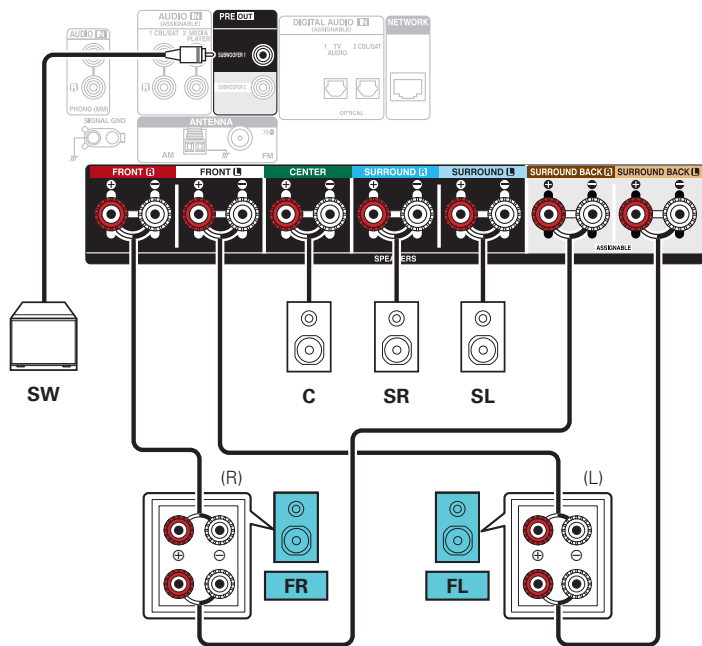 AUDIO IN
(ASSIGNABLE)
1 CBL/SAT 2 MEDIA PLAYER
PRE OUT
SUBWOOFER 1
SUBWOOFER 2
DIGITAL AUDIO IN
(ASSIGNABLE)
1 TV AUDIO 2 CBL/SAT
OPTICAL
NETWORK
AUDIO IN
R
R
PHONO (MM)
SIGNAL GND
ANTENNA
75Ω
AM
FM
FRONT R
FRONT L
CENTER
SURROUND R
SURROUND L
SURROUND BACK R
SURROUND BACK L
+ − + − + − + − + − + − + −
ASSIGNABLE
SPEAKERS
SW
C
SR
SL
(R)
(L)
+ −
FR
FL
+ −